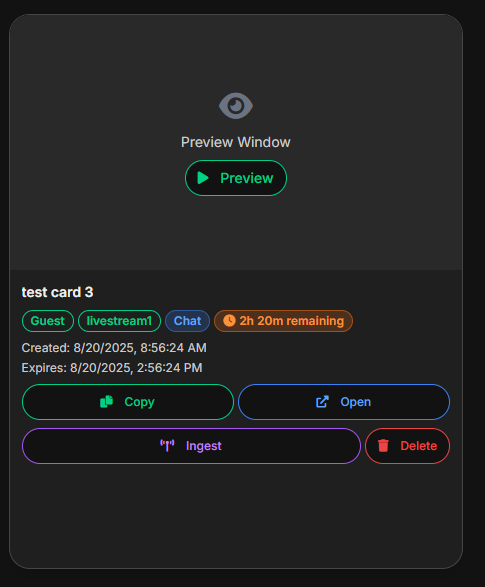 Preview Window
Preview
test card 3
Guest livestream1 Chat 2h 20m remaining
Created: 8/20/2025, 8:56:24 AM
Expires: 8/20/2025, 2:56:24 PM
Copy Open
Ingest Delete